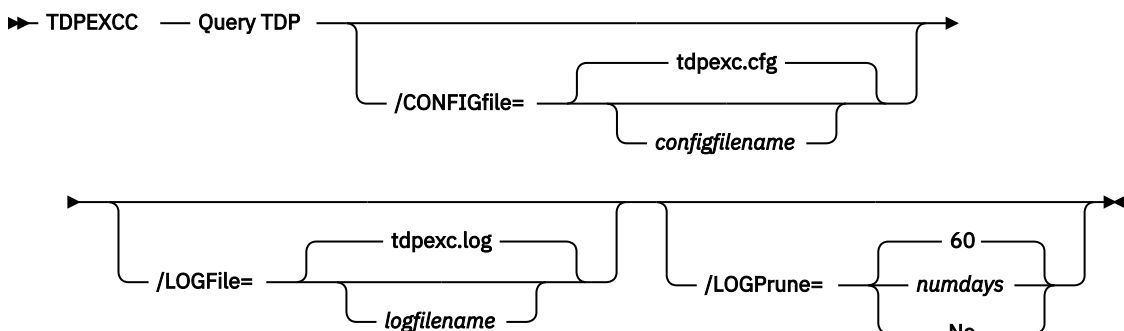 TDPEXCC Query TDP
tdpexc.cfg
/CONFIGfile=
configfilename
tdpexc.log 60
/LOGFile= /LOGPrune= numdays
logfilename No